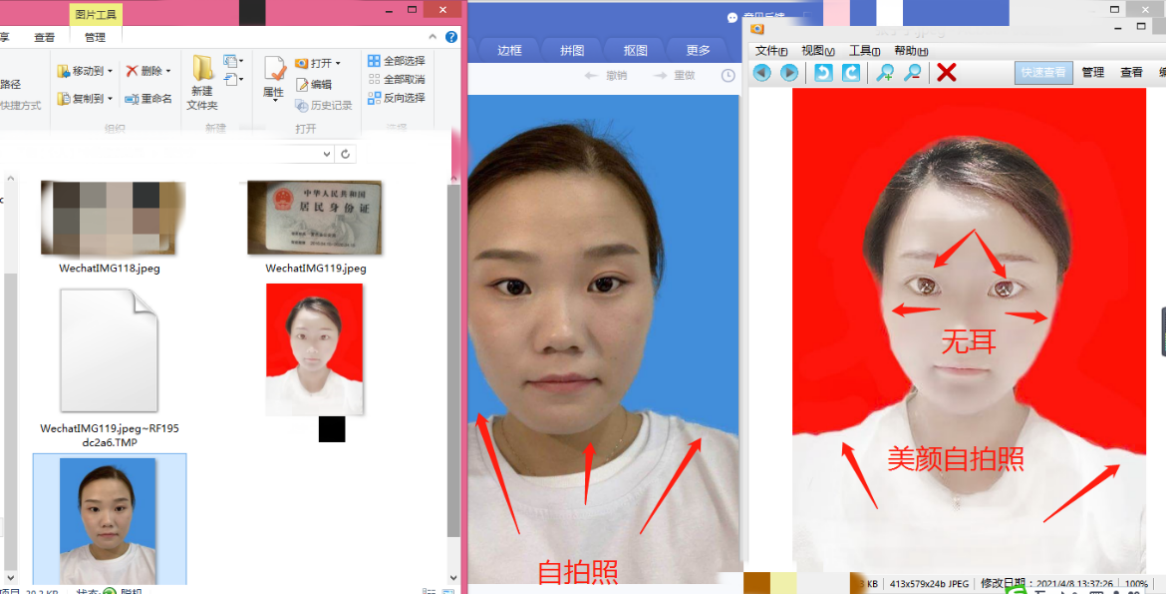 图片工具
享 查看 管理
路径
快捷方式
移动到
复制到
删除
重命名
组织
新建
文件夹
新建
属性
打开
编辑
历史记录
打开
全部选择
全部取消
反向选择
中华人民共和国
居民身份证
WechatIMG118.jpeg
WechatIMG119.jpeg
WechatIMG119.jpeg~RF195
dc2a6.TMP
边框 拼图 抠图 更多
撤销 重做
自拍照
文件(F) 视图(V) 工具(T) 帮助(H)
快速查看 管理 查看
无耳
美颜自拍照
KB 413x579x24b JPEG 修改日期：2021/4/8 13:37:26 100%